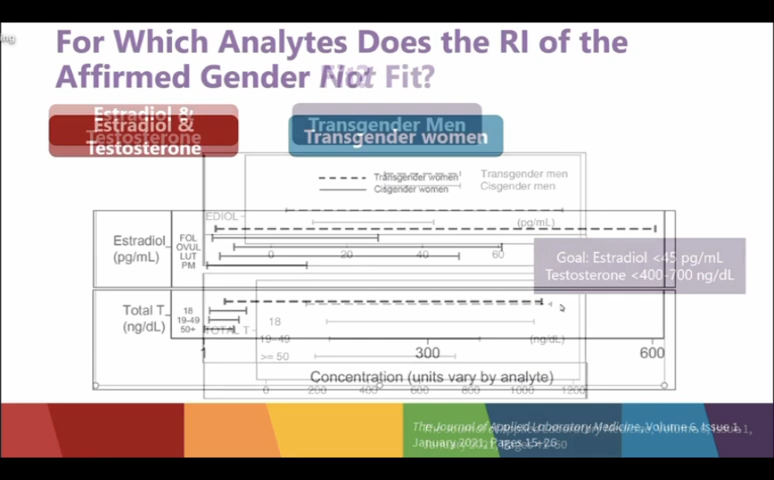 ing
For Which Analytes Does the RI of the
Affirmed Gender Not Fit?
Estradiol &
Estradiol &
Testosterone
Testosterone
Transgender Men
Transgender women
Transgender women
Cisgender women
Transgender men
Cisgender men
EDIOL
(pg/mL)
Estradiol
(pg/mL)
FOL
OVUL
LUT
PM
0 20 40 60
Goal: Estradiol <45 pg/mL
Testosterone <400-700 ng/dL
Total T
(ng/dL)
18
19-49
50+
TOTAL T
18
19-49
>= 50
(ng/dL)
1 300 600
Concentration (units vary by analyte)
0 200 400 600 800 1000 1200
The Journal of Applied Laboratory Medicine, Volume 6, Issue 1,
January 2021, Pages 15–26